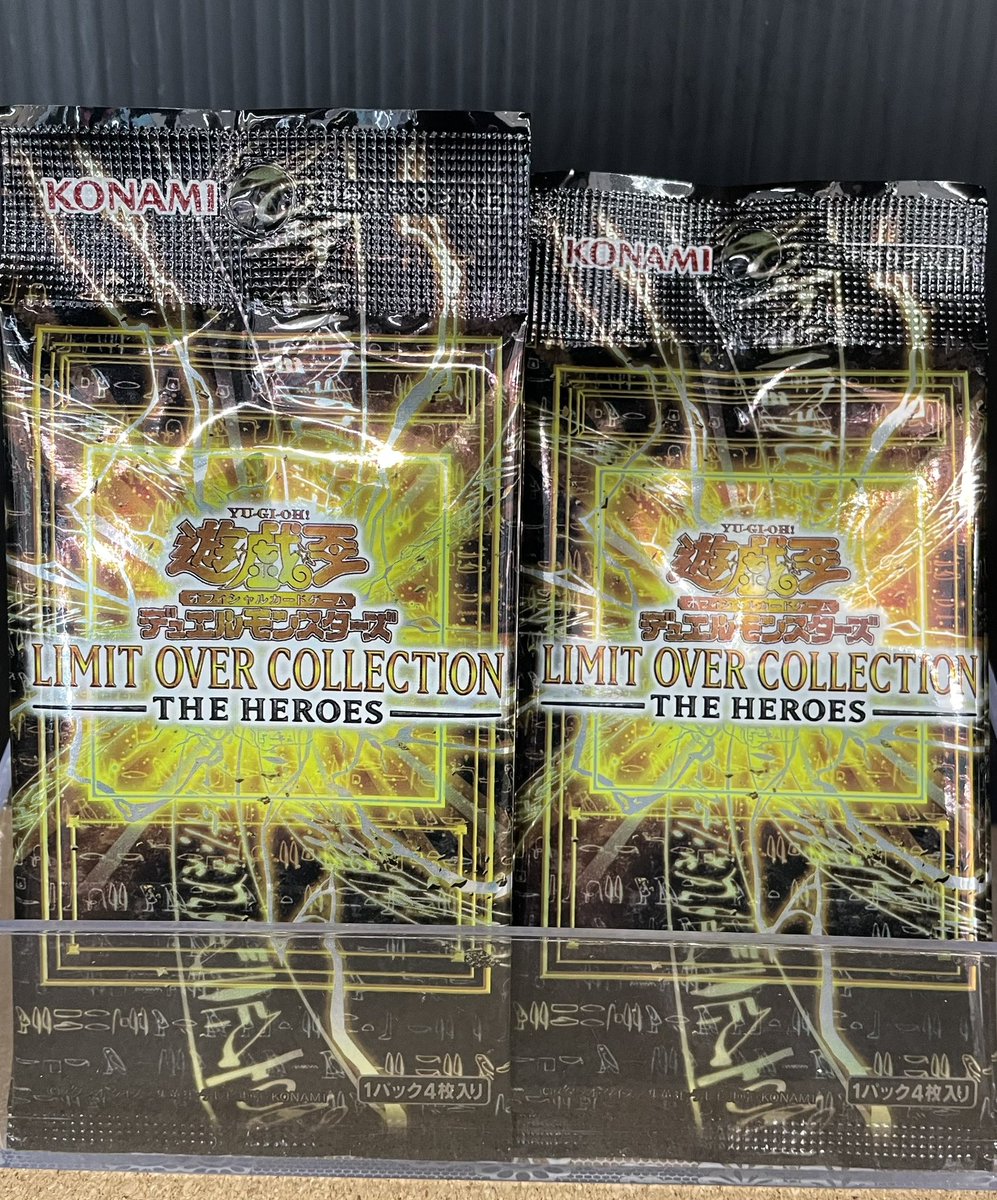 KONAMI
YU-GI-OH!
遊戯王
オフィシャルカードゲーム
デュエルモンスターズ
LIMIT OVER COLLECTION
THE HEROES
1パック4枚入り
KONAMI
KONAMI
YU-GI-OH!
遊戯王
オフィシャルカードゲーム
デュエルモンスターズ
LIMIT OVER COLLECTION
THE HEROES
1パック4枚入り
KONAMI